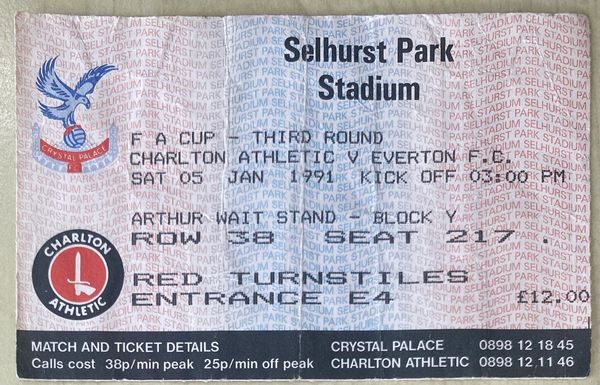 Selhurst Park
Stadium
CRYSTAL PALACE
F.C.
F A CUP - THIRD ROUND
CHARLTON ATHLETIC V EVERTON F.C.
SAT 05 JAN 1991 KICK OFF 03:00 PM
ARTHUR WAIT STAND - BLOCK Y
ROW 38 SEAT 217 .
CHARLTON
ATHLETIC
RED TURNSTILES
ENTRANCE E4 £12.00
MATCH AND TICKET DETAILS CRYSTAL PALACE 0898 12 18 45
Calls cost 38p/min peak 25p/min off peak CHARLTON ATHLETIC 0898 12 11 46